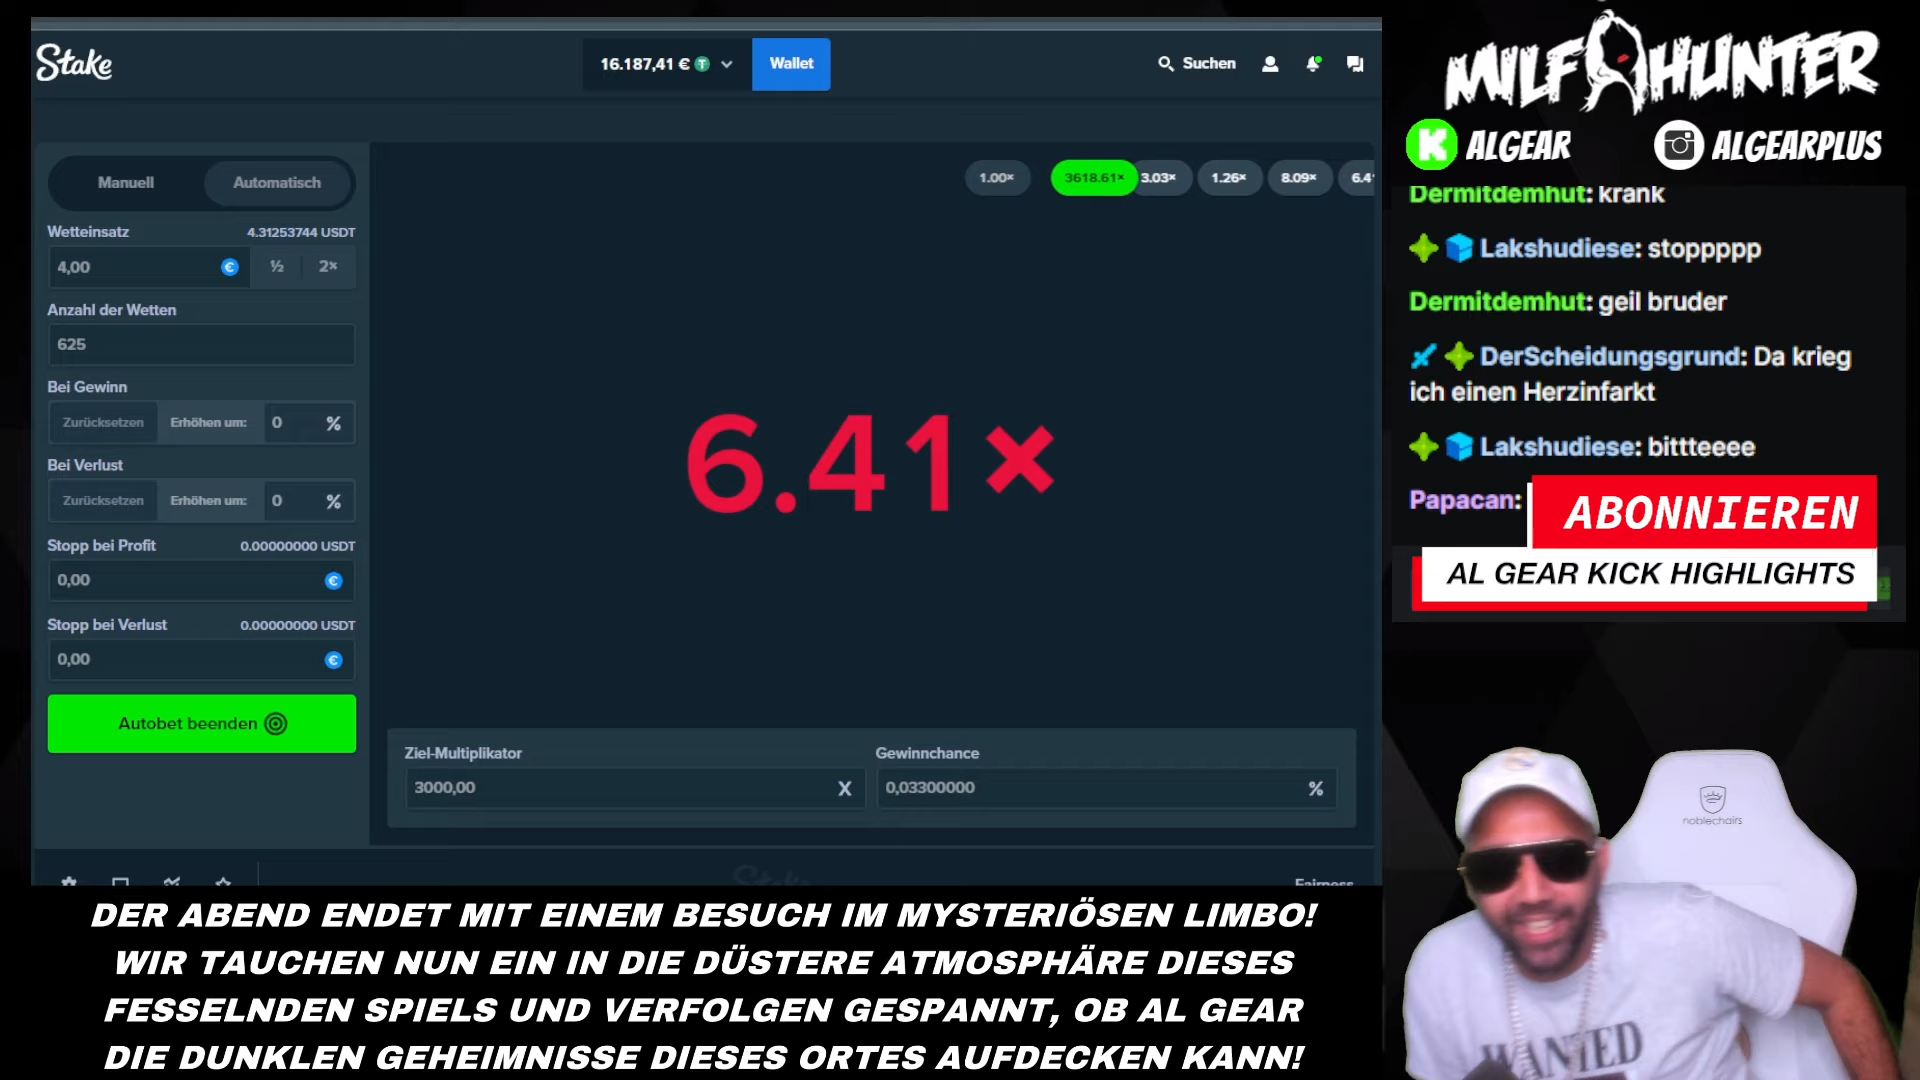 Stake
16.187,41 €
Wallet
Suchen
Manuell
Automatisch
1.00×
3618.61×
3.03×
1.26×
8.09×
6.4
Wetteinsatz
4.31253744 USDT
4,00
½
2×
Anzahl der Wetten
625
Bei Gewinn
Zurücksetzen
Erhöhen um:
0
%
Bei Verlust
Zurücksetzen
Erhöhen um:
0
%
Stopp bei Profit
0.00000000 USDT
0,00
Stopp bei Verlust
0.00000000 USDT
0,00
Autobet beenden
6.41×
Ziel-Multiplikator
3000,00
X
Gewinnchance
0,03300000
%
Stake
Fairness
MILF HUNTER
K ALGEAR
ALGEARPLUS
Dermitdemhut: krank
Lakshudiese: stoppppp
Dermitdemhut: geil bruder
DerScheidungsgrund: Da krieg
ich einen Herzinfarkt
Lakshudiese: bittteeee
Papacan:
ABONNIEREN
AL GEAR KICK HIGHLIGHTS
noblechairs
WANTED
DER ABEND ENDET MIT EINEM BESUCH IM MYSTERIÖSEN LIMBO!
WIR TAUCHEN NUN EIN IN DIE DÜSTERE ATMOSPHÄRE DIESES
FESSELNDEN SPIELS UND VERFOLGEN GESPANNT, OB AL GEAR
DIE DUNKLEN GEHEIMNISSE DIESES ORTES AUFDECKEN KANN!